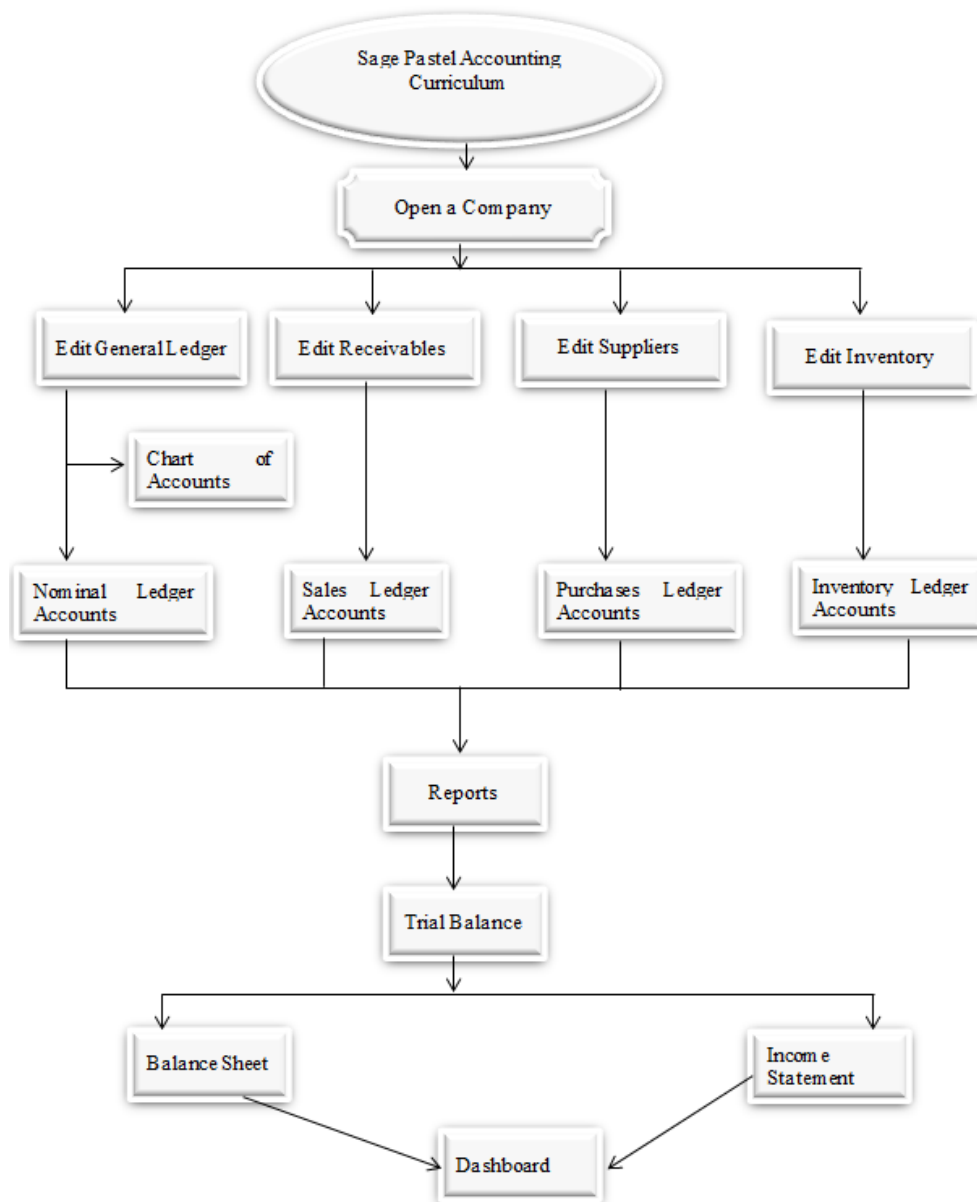 Sage Pastel Accounting
Curriculum
Open a Company
Edit General Ledger
Edit Receivables
Edit Suppliers
Edit Inventory
Chart of
Accounts
Nominal Ledger
Accounts
Sales Ledger
Accounts
Purchases Ledger
Accounts
Inventory Ledger
Accounts
Reports
Trial Balance
Balance Sheet
Income
Statement
Dashboard